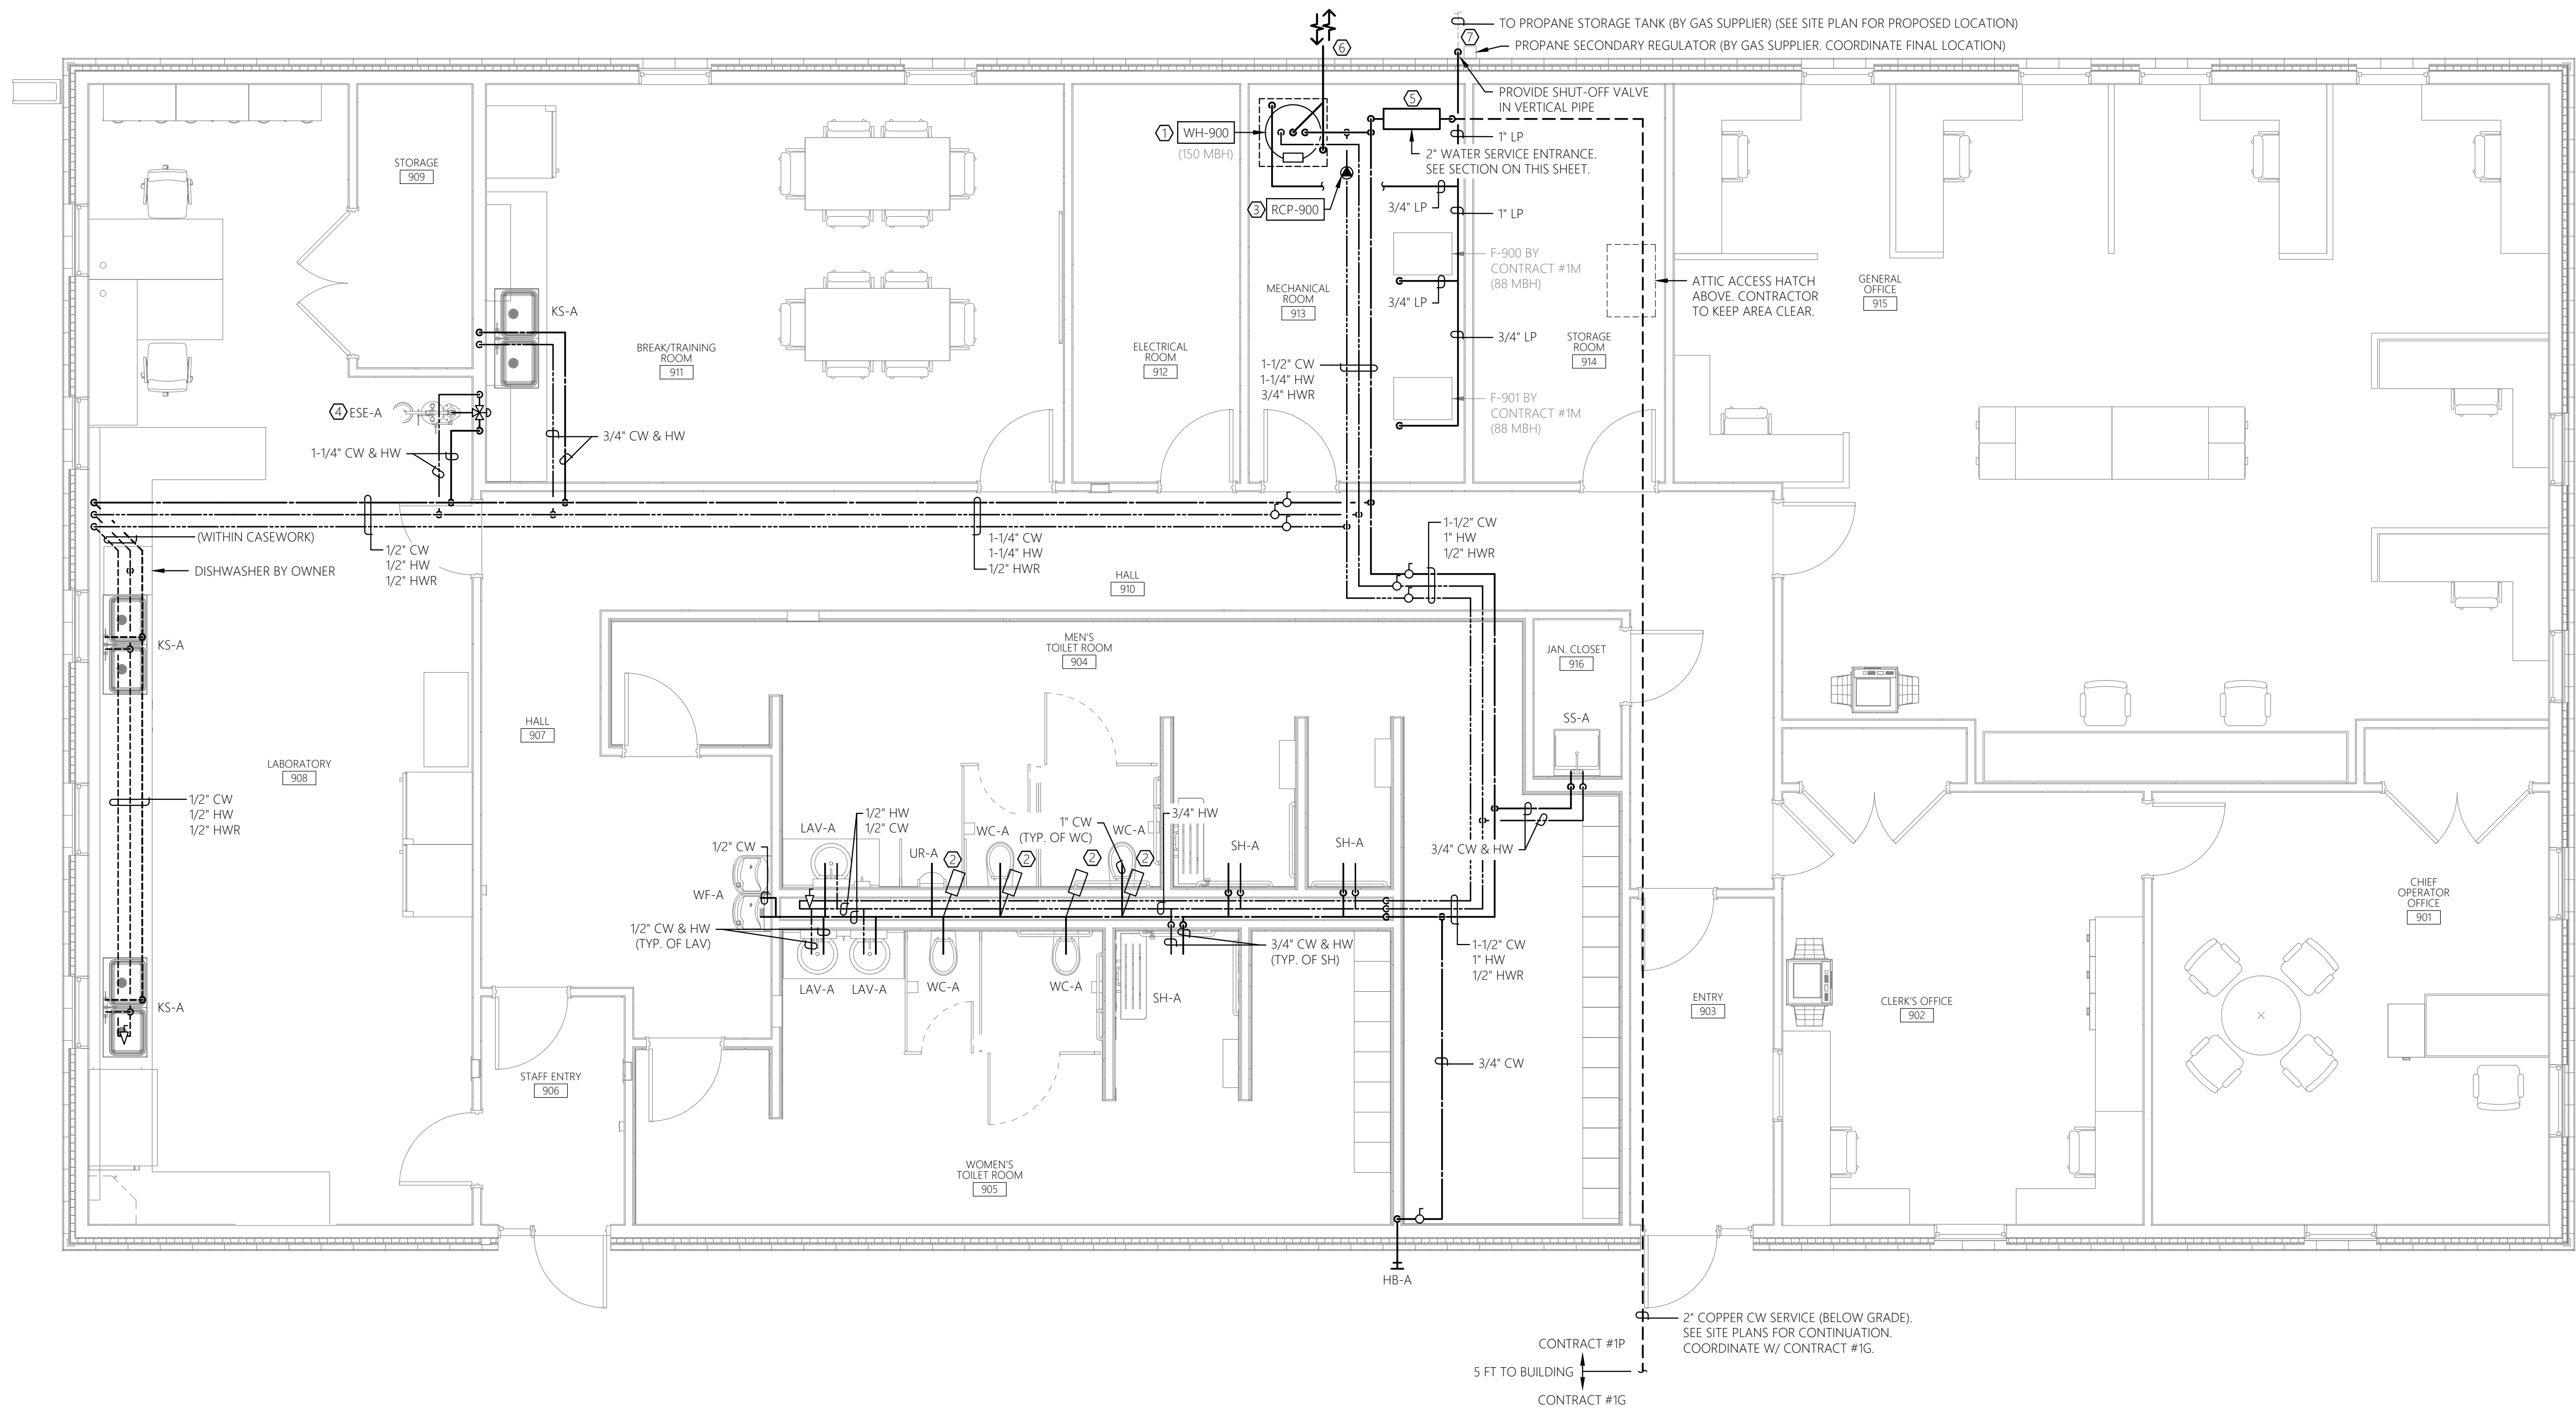 TO PROPANE STORAGE TANK (BY GAS SUPPLIER) (SEE SITE PLAN FOR PROPOSED LOCATION)
7
PROPANE SECONDARY REGULATOR (BY GAS SUPPLIER. COORDINATE FINAL LOCATION)
6
PROVIDE SHUT-OFF VALVE
IN VERTICAL PIPE
5
1 WH-900
(150 MBH)
1" LP
2" WATER SERVICE ENTRANCE.
SEE SECTION ON THIS SHEET.
STORAGE
909
3 RCP-900
3/4" LP
1" LP
F-900 BY
CONTRACT #1M
(88 MBH)
3/4" LP
ATTIC ACCESS HATCH
ABOVE. CONTRACTOR
TO KEEP AREA CLEAR.
GENERAL
OFFICE
915
MECHANICAL
ROOM
913
KS-A
BREAK/TRAINING
ROOM
911
ELECTRICAL
ROOM
912
3/4" LP
STORAGE
ROOM
914
1-1/2" CW
1-1/4" HW
3/4" HWR
F-901 BY
CONTRACT #1M
(88 MBH)
4 ESE-A
3/4" CW & HW
1-1/4" CW & HW
(WITHIN CASEWORK)
1/2" CW
1/2" HW
1/2" HWR
1-1/4" CW
1-1/4" HW
1/2" HWR
1-1/2" CW
1" HW
1/2" HWR
DISHWASHER BY OWNER
HALL
910
KS-A
MEN'S
TOILET ROOM
904
JAN. CLOSET
916
HALL
907
SS-A
LABORATORY
908
1/2" CW
1/2" HW
1/2" HWR
1/2" HW
1/2" CW
LAV-A
1" CW
(TYP. OF WC)
3/4" HW
WC-A
WC-A
1/2" CW
UR-A
2
2
2
2
SH-A
SH-A
3/4" CW & HW
WF-A
1/2" CW & HW
(TYP. OF LAV)
3/4" CW & HW
(TYP. OF SH)
1-1/2" CW
1" HW
1/2" HWR
CHIEF
OPERATOR
OFFICE
901
LAV-A
LAV-A
WC-A
WC-A
SH-A
KS-A
ENTRY
903
CLERK'S OFFICE
902
STAFF ENTRY
906
3/4" CW
WOMEN'S
TOILET ROOM
905
HB-A
2" COPPER CW SERVICE (BELOW GRADE).
SEE SITE PLANS FOR CONTINUATION.
COORDINATE W/ CONTRACT #1G.
CONTRACT #1P
5 FT TO BUILDING
CONTRACT #1G